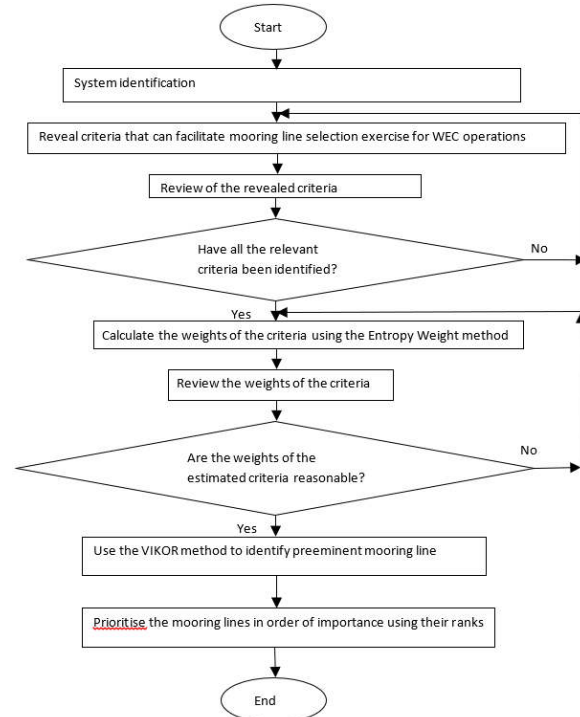 Start
System identification
Reveal criteria that can facilitate mooring line selection exercise for WEC operations
Review of the revealed criteria
Have all the relevant
criteria been identified?
No
Yes
Calculate the weights of the criteria using the Entropy Weight method
Review the weights of the criteria
Are the weights of the
estimated criteria reasonable?
No
Yes
Use the VIKOR method to identify preeminent mooring line
Prioritise the mooring lines in order of importance using their ranks
End